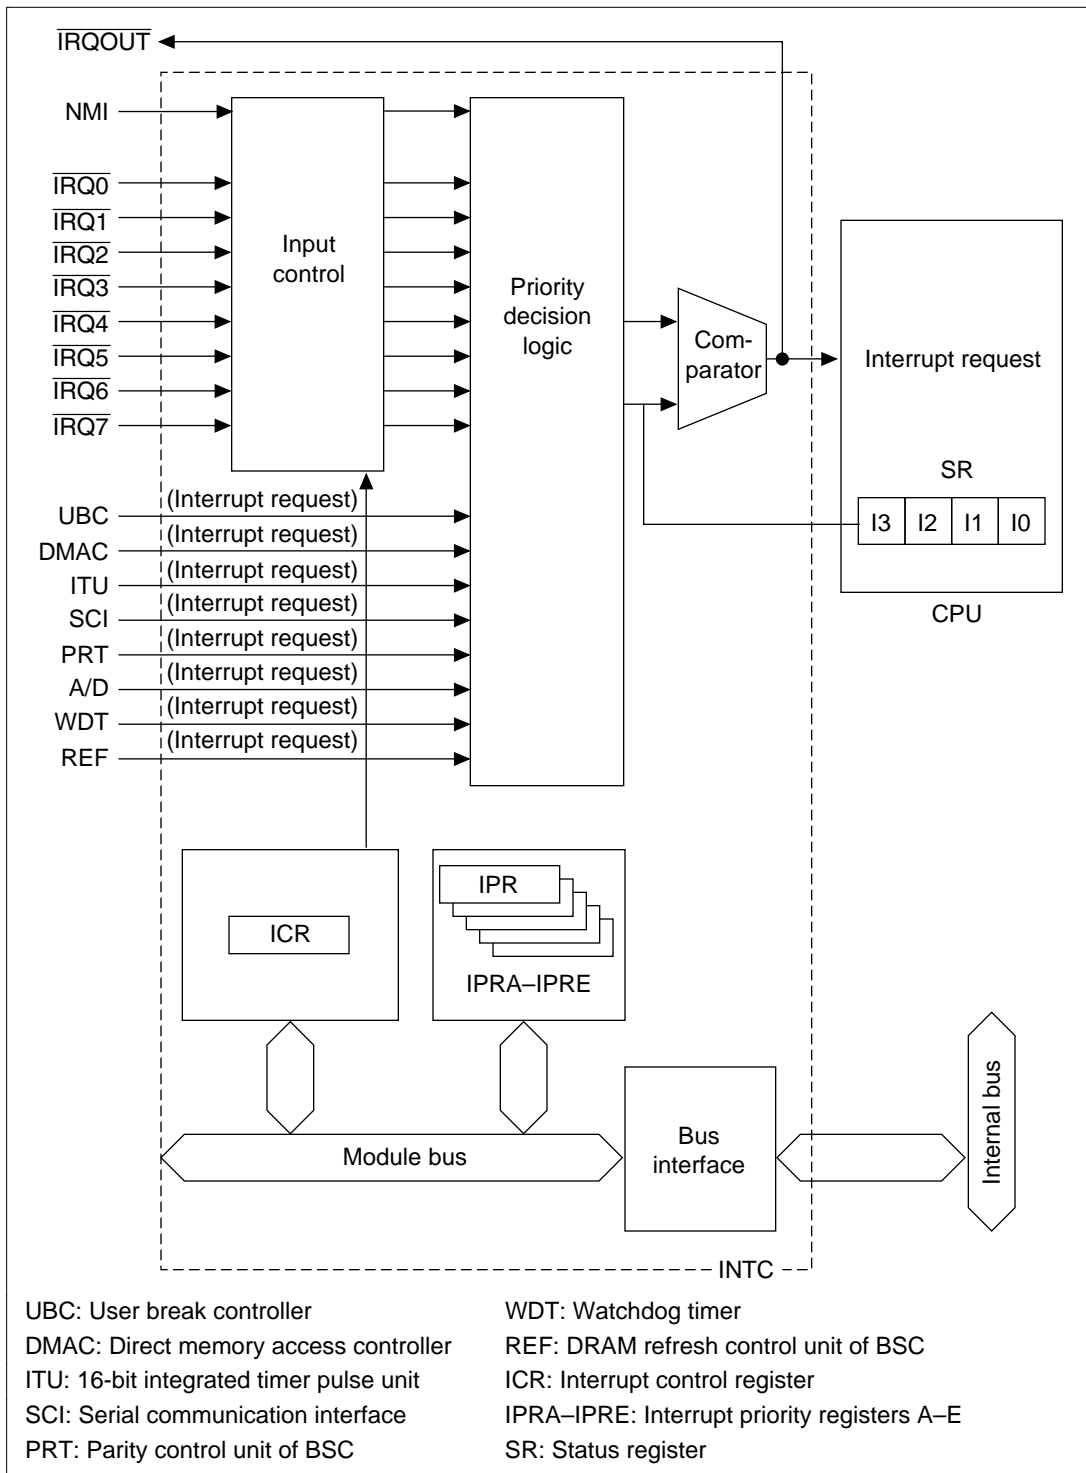 IRQOUT
NMI
IRQ0
IRQ1
IRQ2
IRQ3
IRQ4
IRQ5
IRQ6
IRQ7
Input
control
Priority
decision
logic
Com-
parator
Interrupt request
SR
I3 I2 I1 I0
CPU
UBC
(Interrupt request)
DMAC
(Interrupt request)
ITU
(Interrupt request)
SCI
(Interrupt request)
PRT
(Interrupt request)
A/D
(Interrupt request)
WDT
(Interrupt request)
REF
(Interrupt request)
ICR
IPR
IPRA–IPRE
Module bus
Bus
interface
Internal bus
INTC
UBC: User break controller
DMAC: Direct memory access controller
ITU: 16-bit integrated timer pulse unit
SCI: Serial communication interface
PRT: Parity control unit of BSC
WDT: Watchdog timer
REF: DRAM refresh control unit of BSC
ICR: Interrupt control register
IPRA–IPRE: Interrupt priority registers A–E
SR: Status register